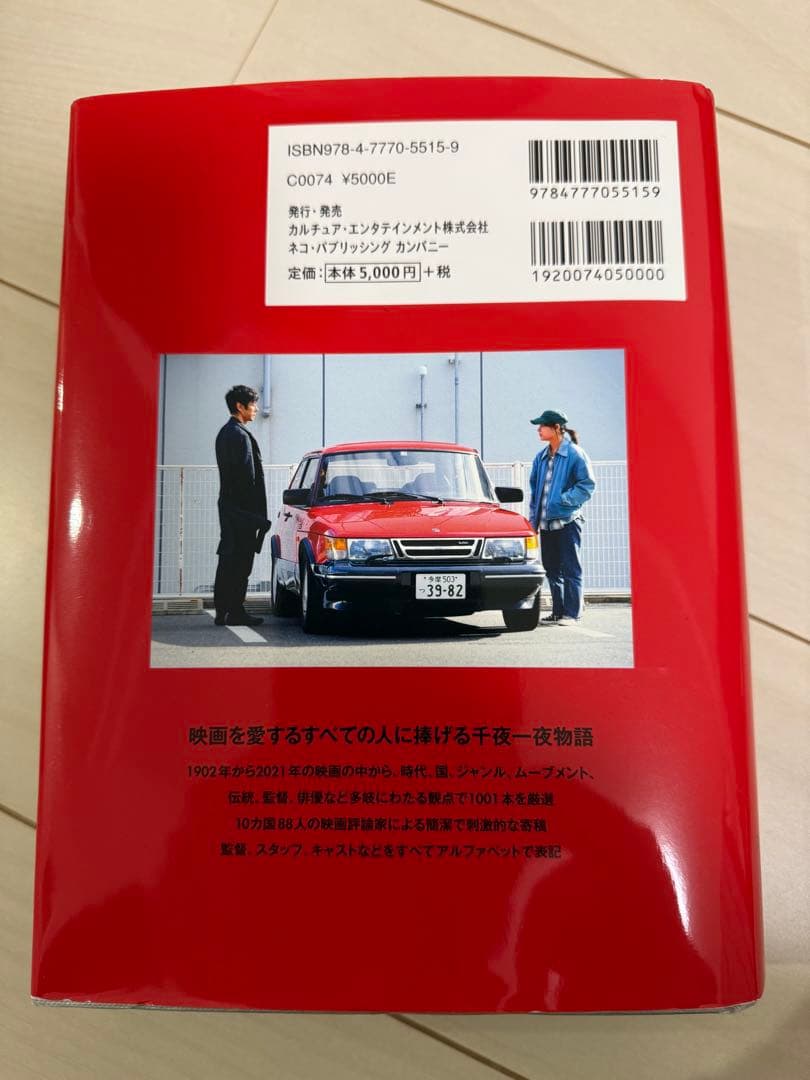 ISBN978-4-7770-5515-9
C0074 ¥5000E
発行・発売
カルチュア・エンタテインメント株式会社
ネコ・パブリッシング カンパニー
定価：本体5,000円+税
9784777055159
1920074050000
多摩 503
つ 39-82
映画を愛するすべての人に捧げる千夜一夜物語
1902年から2021年の映画の中から、時代、国、ジャンル、ムーブメント、
伝統、監督、俳優など多岐にわたる観点で1001本を厳選
10カ国88人の映画評論家による簡潔で刺激的な寄稿
監督、スタッフ、キャストなどをすべてアルファベットで表記